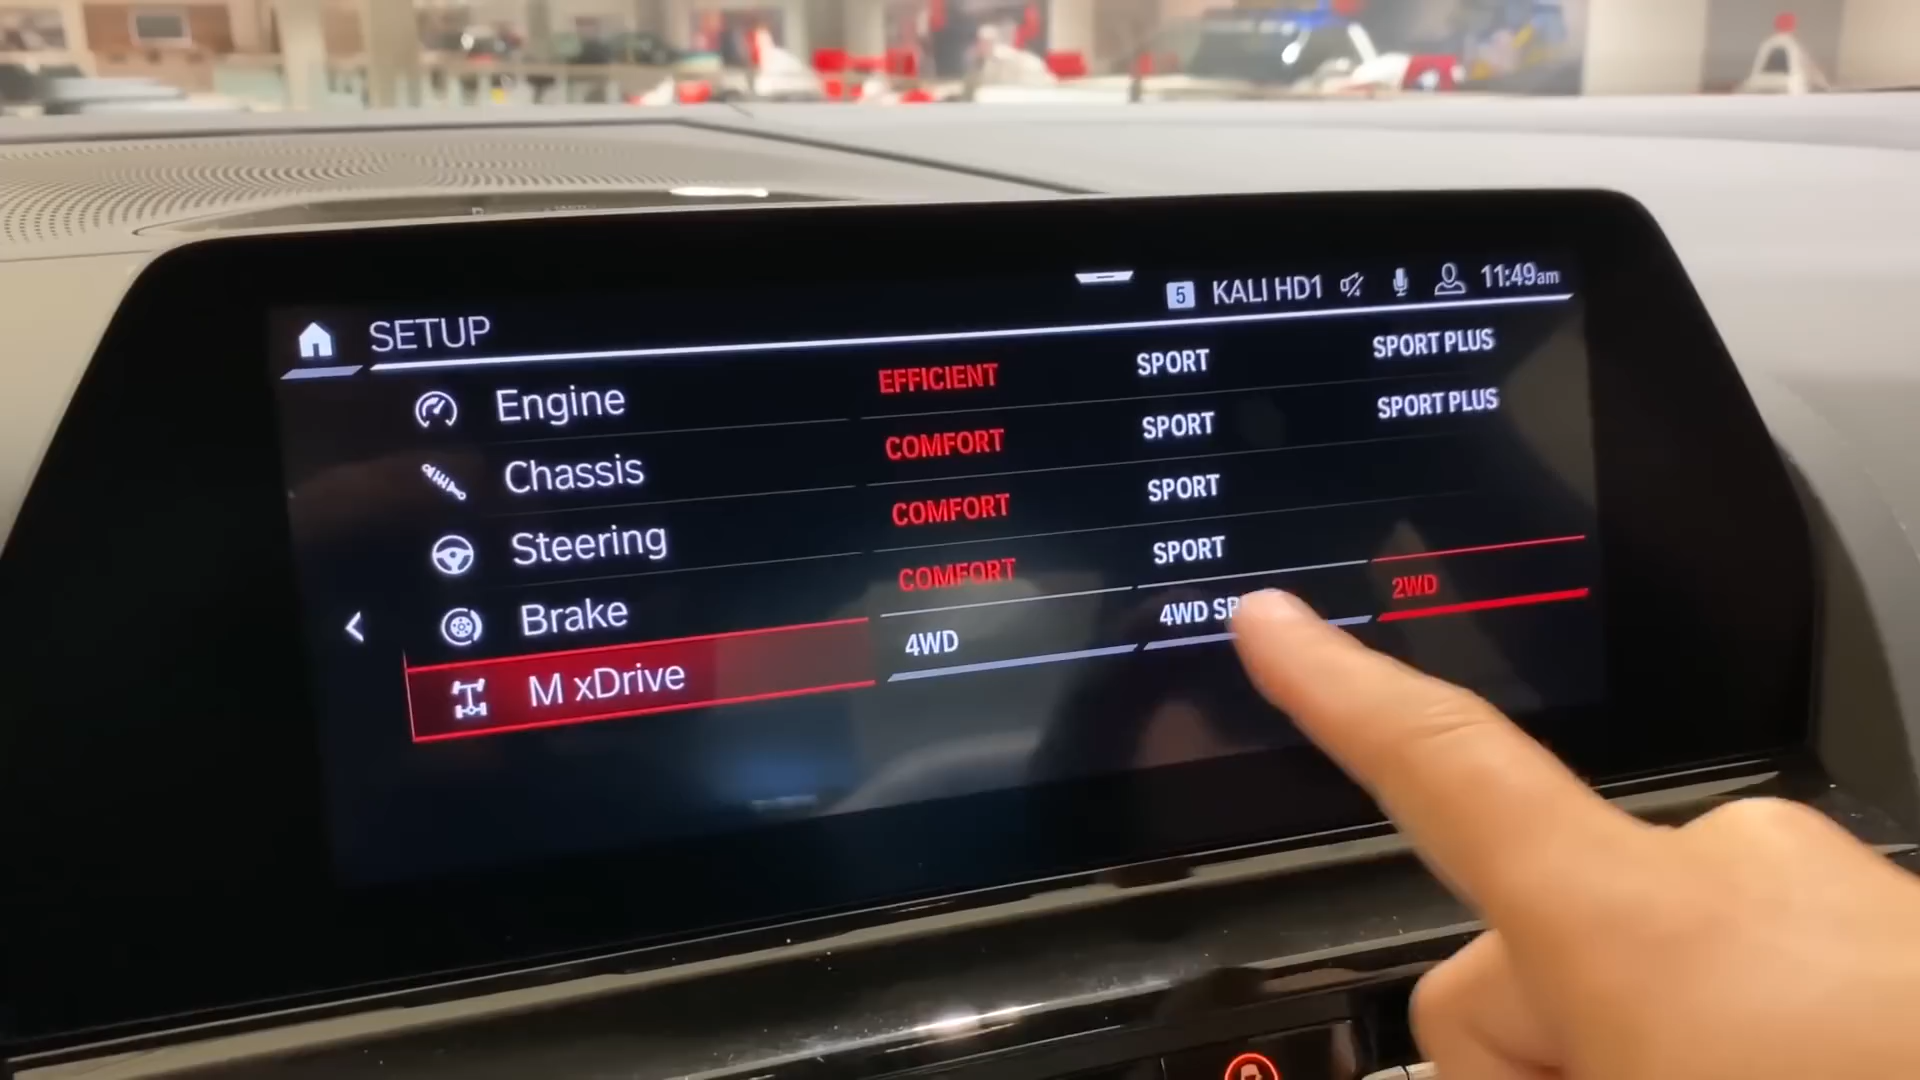 5 KALI HD1 11:49am
SETUP
Engine EFFICIENT SPORT SPORT PLUS
Chassis COMFORT SPORT SPORT PLUS
Steering COMFORT SPORT
Brake COMFORT SPORT
M xDrive 4WD 4WD 2WD